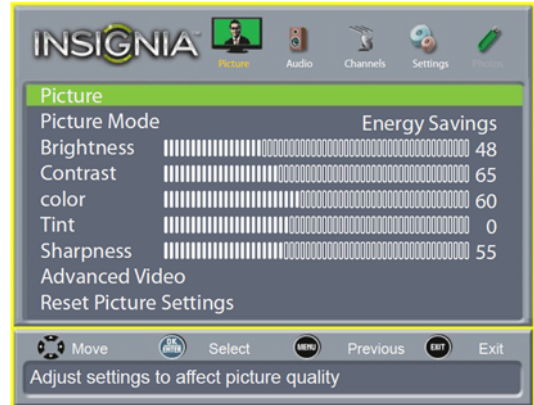 INSIGNIA
Picture Audio Channels Settings Photos
Picture
Picture Mode Energy Savings
Brightness 48
Contrast 65
color 60
Tint 0
Sharpness 55
Advanced Video
Reset Picture Settings
Move OK ENTER Select MENU Previous EXIT Exit
Adjust settings to affect picture quality